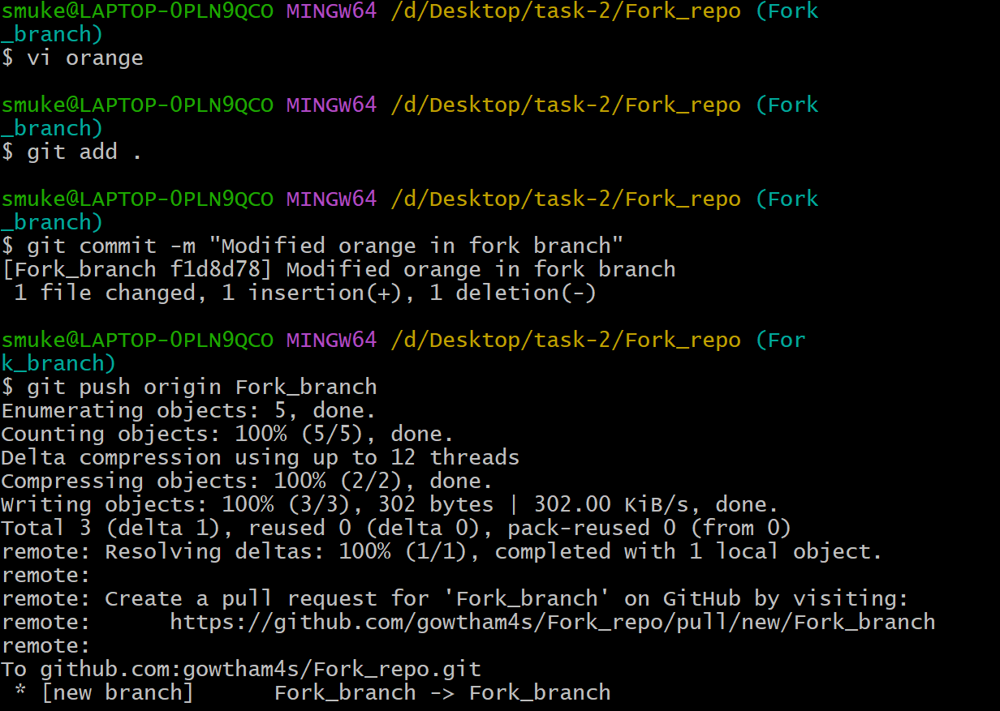 smuke@LAPTOP-0PLN9QCO MINGW64 /d/Desktop/task-2/Fork_repo (Fork
_branch)
$ vi orange
smuke@LAPTOP-0PLN9QCO MINGW64 /d/Desktop/task-2/Fork_repo (Fork
_branch)
$ git add .
smuke@LAPTOP-0PLN9QCO MINGW64 /d/Desktop/task-2/Fork_repo (Fork
_branch)
$ git commit -m "Modified orange in fork branch"
[Fork_branch f1d8d78] Modified orange in fork branch
 1 file changed, 1 insertion(+), 1 deletion(-)
smuke@LAPTOP-0PLN9QCO MINGW64 /d/Desktop/task-2/Fork_repo (For
k_branch)
$ git push origin Fork_branch
Enumerating objects: 5, done.
Counting objects: 100% (5/5), done.
Delta compression using up to 12 threads
Compressing objects: 100% (2/2), done.
Writing objects: 100% (3/3), 302 bytes | 302.00 KiB/s, done.
Total 3 (delta 1), reused 0 (delta 0), pack-reused 0 (from 0)
remote: Resolving deltas: 100% (1/1), completed with 1 local object.
remote:
remote: Create a pull request for 'Fork_branch' on GitHub by visiting:
remote:      https://github.com/gowtham4s/Fork_repo/pull/new/Fork_branch
remote:
To github.com:gowtham4s/Fork_repo.git
 * [new branch]      Fork_branch -> Fork_branch